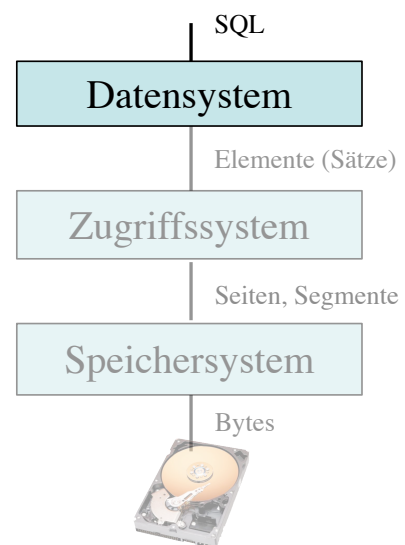 SQL
Datensystem
Elemente (Sätze)
Zugriffssystem
Seiten, Segmente
Speichersystem
Bytes